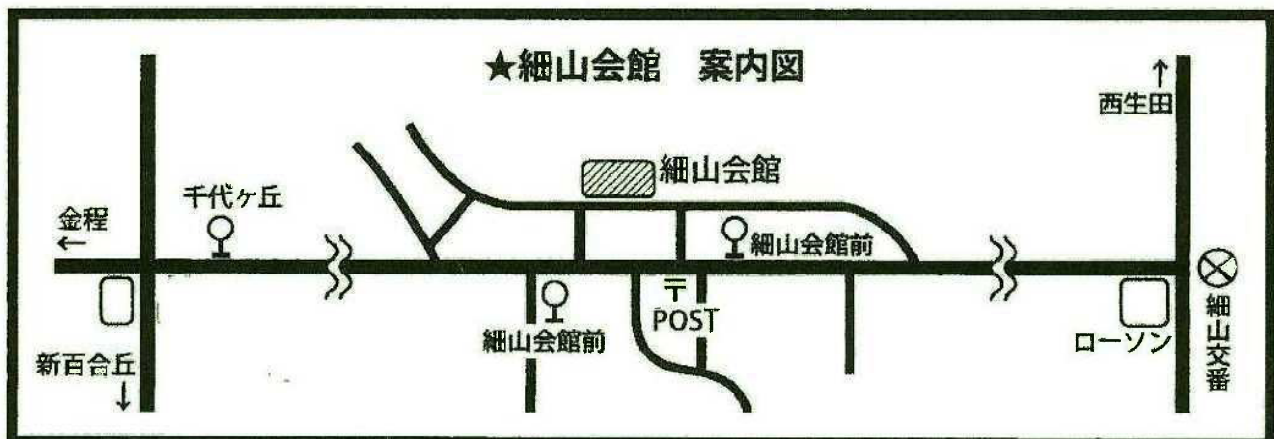 ★細山会館 案内図
↑
西生田
細山会館
千代ヶ丘
金程
←
細山会館前
〒
POST
細山会館前
ローソン
細山交番
新百合丘
↓